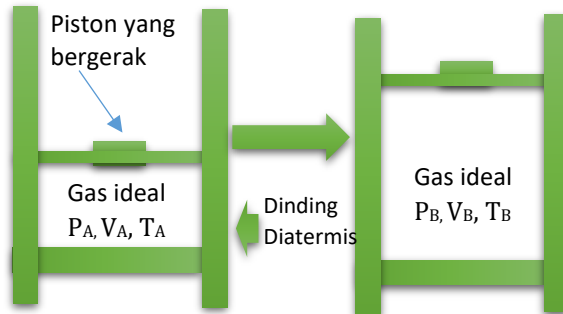 Piston yang
bergerak
Gas ideal
PA, VA, TA
Dinding
Diatermis
Gas ideal
PB, VB, TB